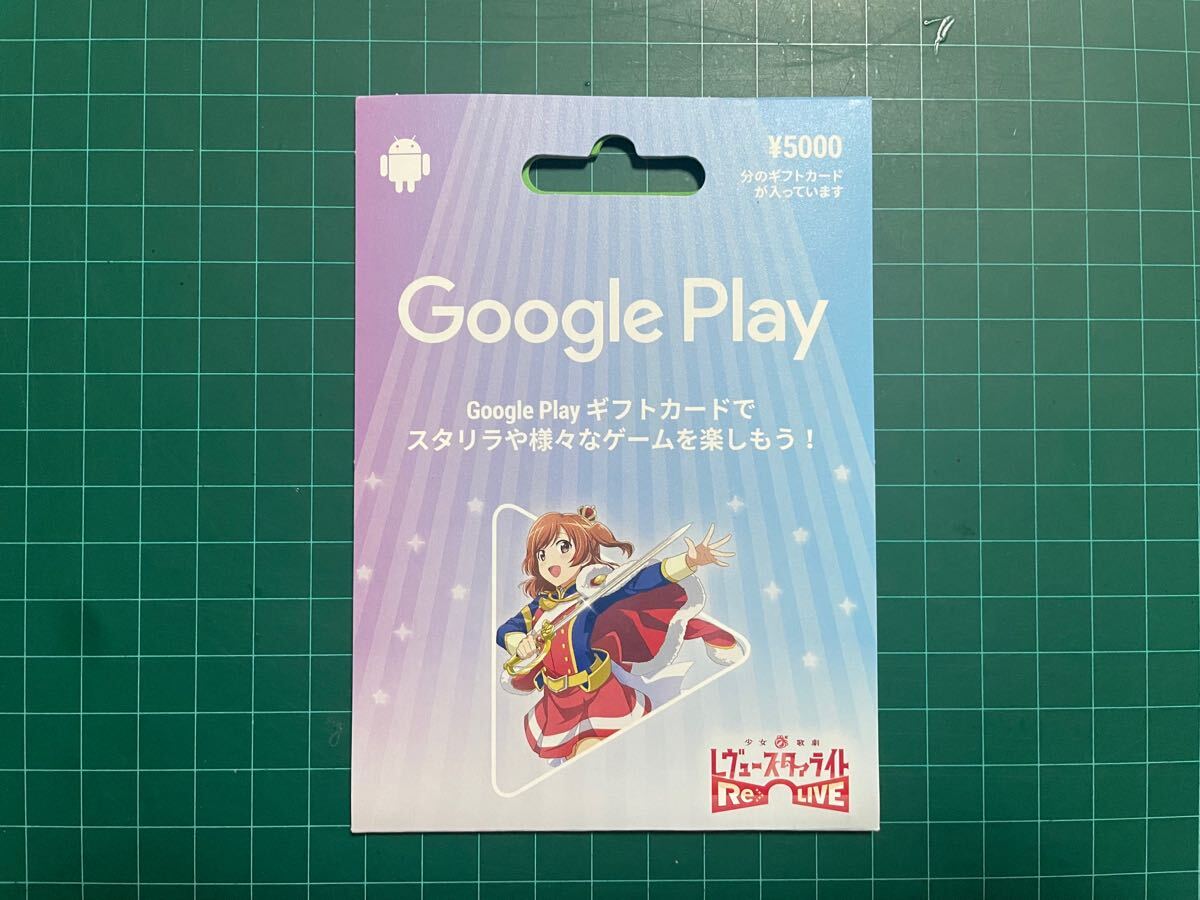 ¥5000
分のギフトカード
が入っています
Google Play
Google Play ギフトカードで
スタリラや様々なゲームを楽しもう！
少女 歌劇
レヴュースタァライト
Re LIVE